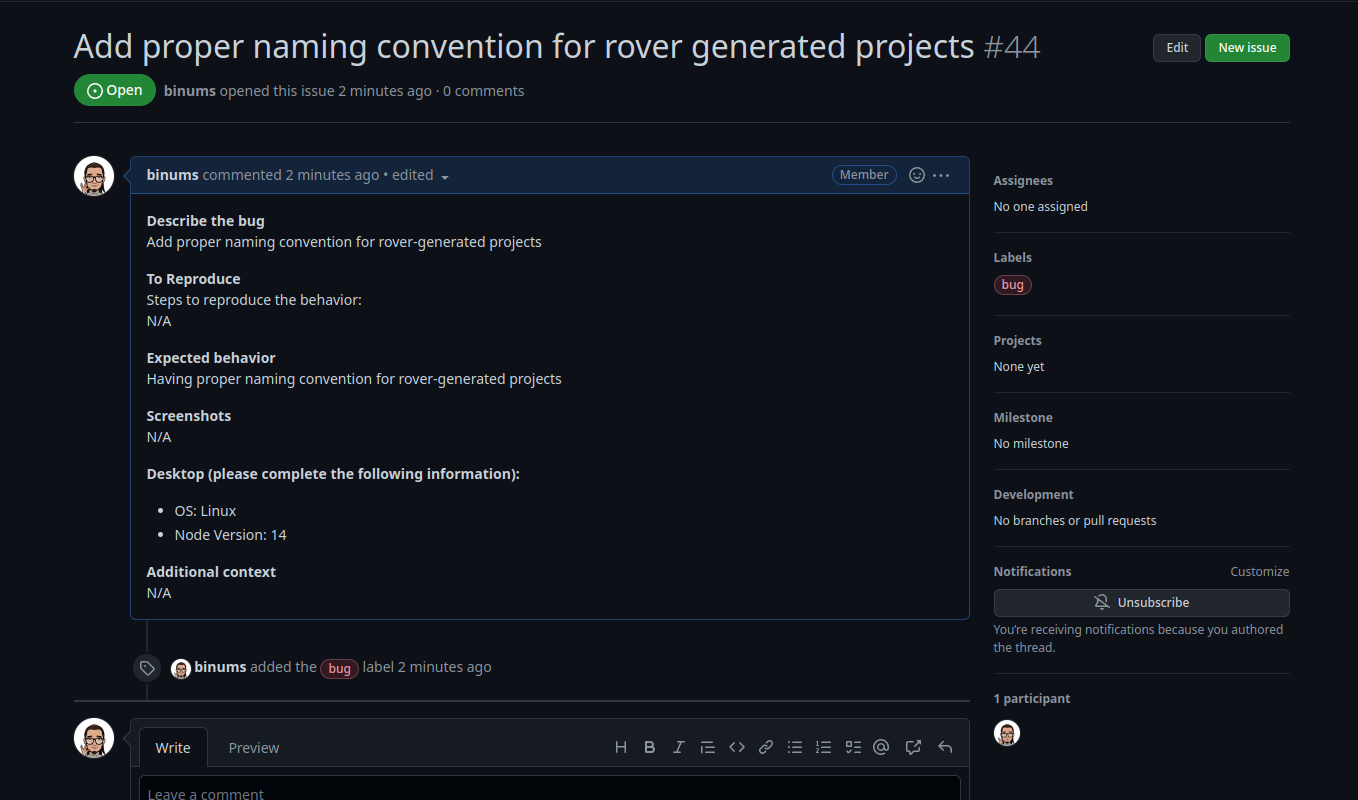 Add proper naming convention for rover generated projects #44
Edit
New issue
Open
binums opened this issue 2 minutes ago · 0 comments
binums commented 2 minutes ago • edited
Member
Describe the bug
Add proper naming convention for rover-generated projects
To Reproduce
Steps to reproduce the behavior:
N/A
Expected behavior
Having proper naming convention for rover-generated projects
Screenshots
N/A
Desktop (please complete the following information):
• OS: Linux
• Node Version: 14
Additional context
N/A
binums added the bug label 2 minutes ago
Write
Preview
Leave a comment
Assignees
No one assigned
Labels
bug
Projects
None yet
Milestone
No milestone
Development
No branches or pull requests
Notifications
Customize
Unsubscribe
You're receiving notifications because you authored
the thread.
1 participant